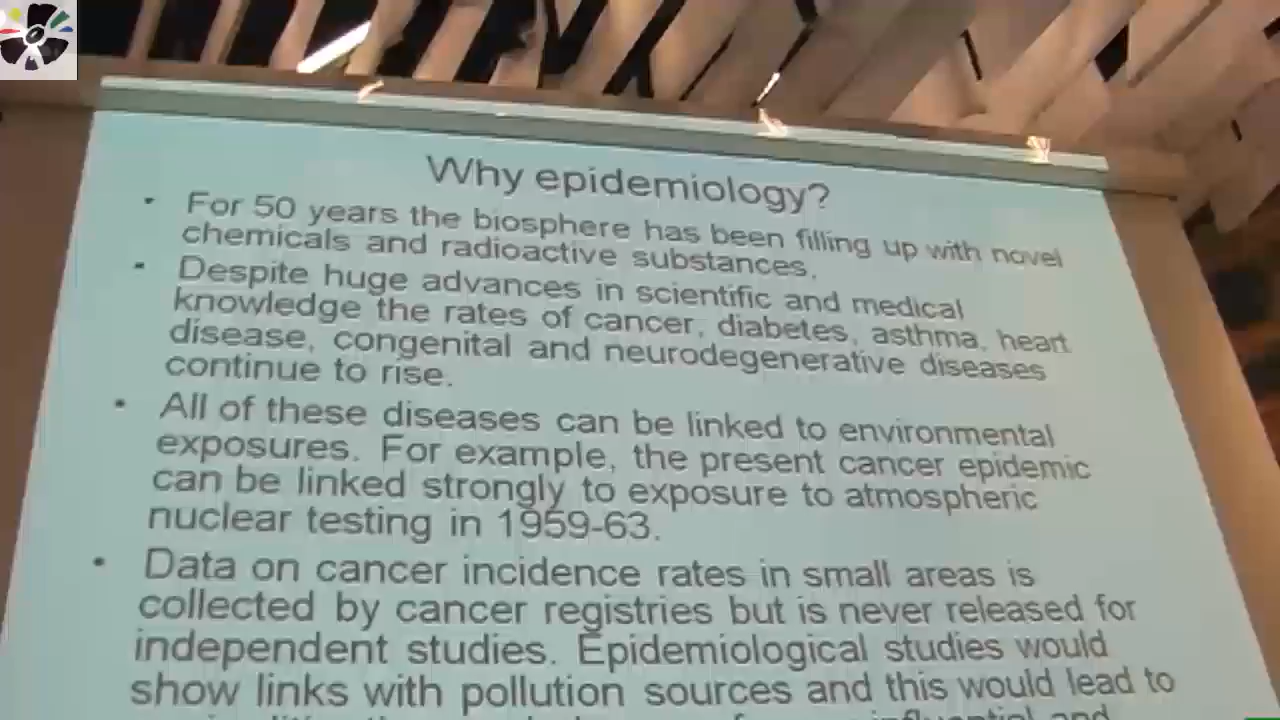 Why epidemiology?
• For 50 years the biosphere has been filling up with novel
chemicals and radioactive substances.
• Despite huge advances in scientific and medical
knowledge the rates of cancer, diabetes, asthma, heart
disease, congenital and neurodegenerative diseases
continue to rise.
• All of these diseases can be linked to environmental
exposures. For example, the present cancer epidemic
can be linked strongly to exposure to atmospheric
nuclear testing in 1959-63.
• Data on cancer incidence rates in small areas is
collected by cancer registries but is never released for
independent studies. Epidemiological studies would
show links with pollution sources and this would lead to